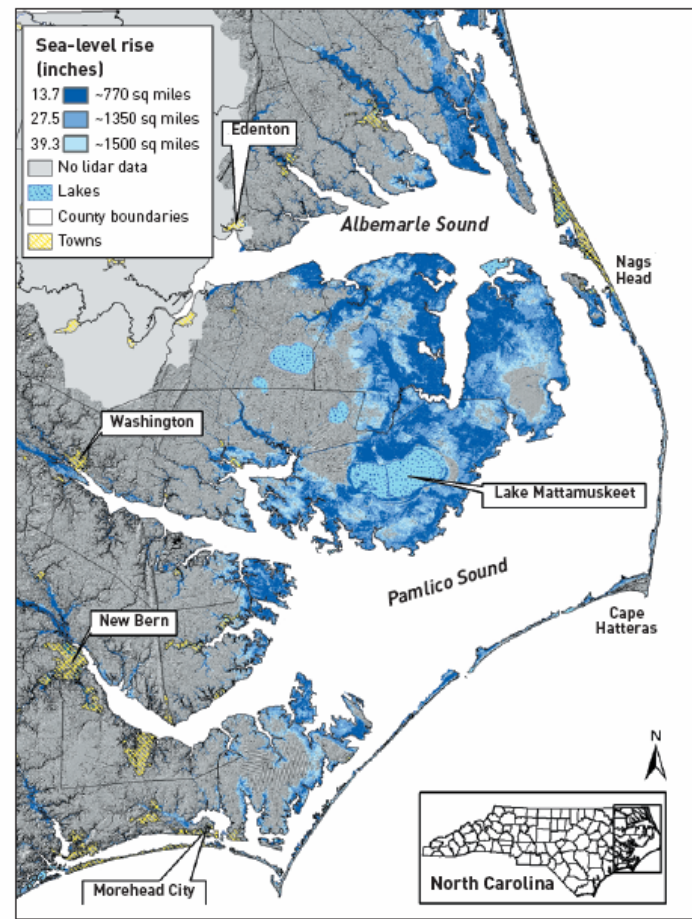 Sea-level rise
(inches)
13.7 ~770 sq miles
27.5 ~1350 sq miles
39.3 ~1500 sq miles
No lidar data
Lakes
County boundaries
Towns
Edenton
Albemarle Sound
Nags
Head
Washington
Lake Mattamuskeet
Pamlico Sound
New Bern
Cape
Hatteras
N
North Carolina
Morehead City